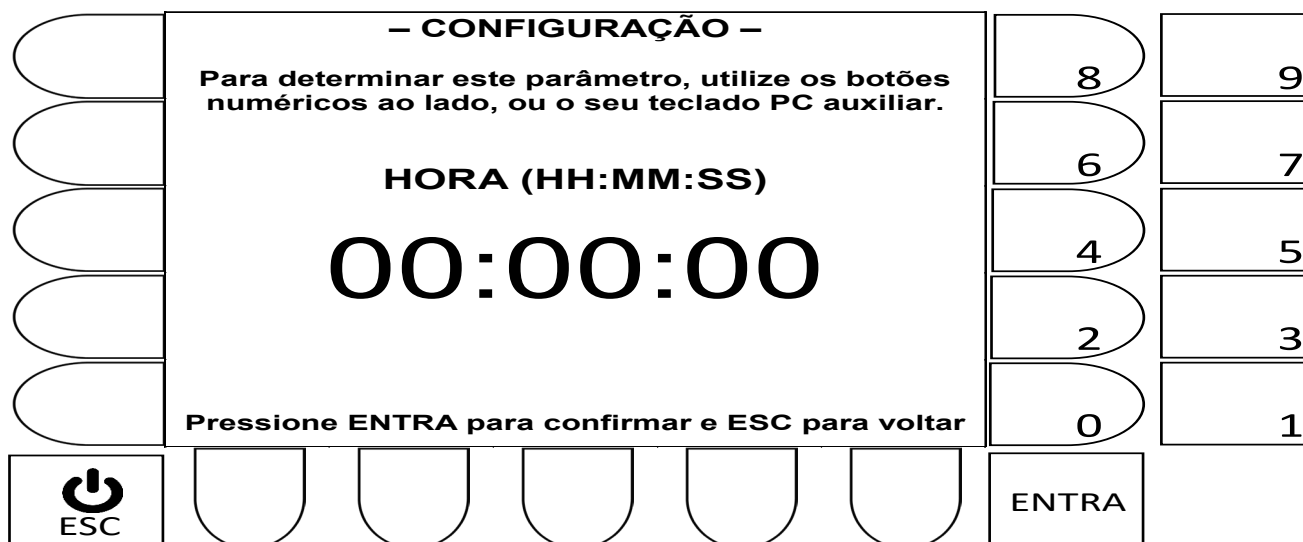 – CONFIGURAÇÃO –
Para determinar este parâmetro, utilize os botões
numéricos ao lado, ou o seu teclado PC auxiliar.
HORA (HH:MM:SS)
00:00:00
Pressione ENTRA para confirmar e ESC para voltar
8 9
6 7
4 5
2 3
0 1
ESC
ENTRA